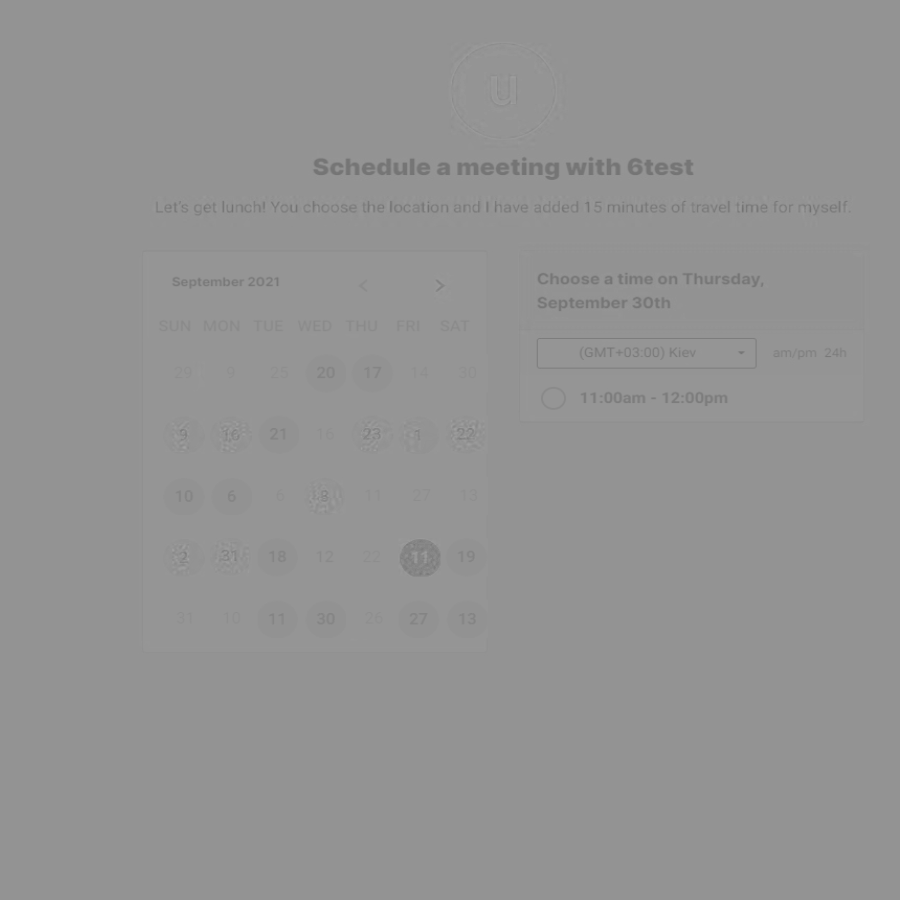 U
Schedule a meeting with 6test
Let's get lunch! You choose the location and I have added 15 minutes of travel time for myself.
September 2021
SUN MON TUE WED THU FRI SAT
29 9 25 20 17 14 30
9 16 21 16 23 1 22
10 6 6 8 11 27 13
2 31 18 12 22 11 19
31 10 11 30 26 27 13
Choose a time on Thursday,
September 30th
(GMT+03:00) Kiev am/pm 24h
11:00am - 12:00pm